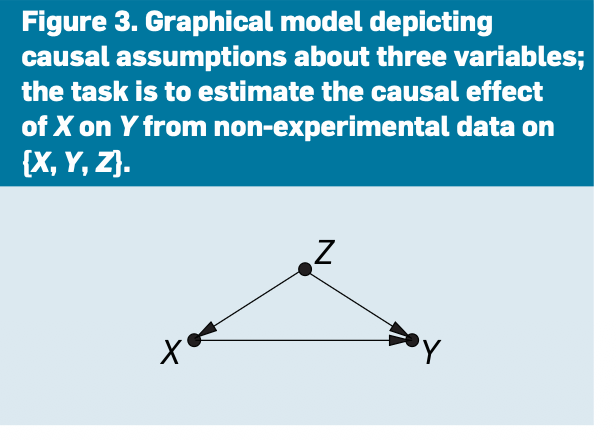 Figure 3. Graphical model depicting
causal assumptions about three variables;
the task is to estimate the causal effect
of X on Y from non-experimental data on
{X, Y, Z}.
Z
X
Y